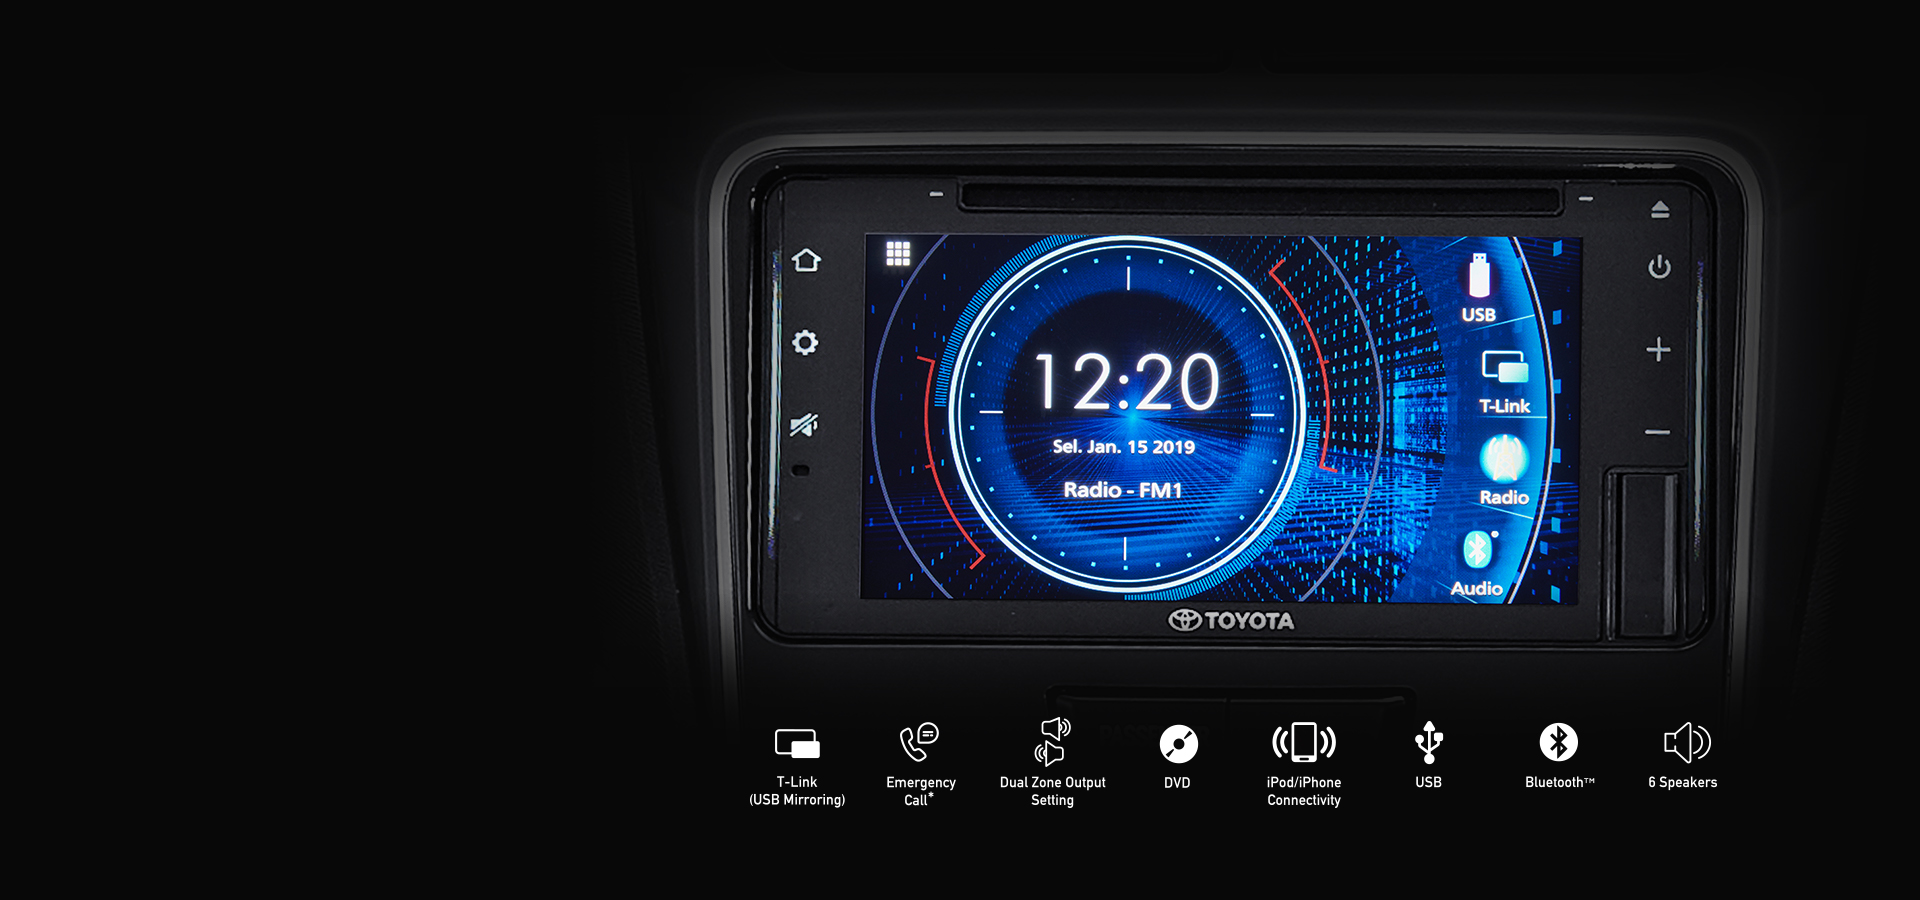 12:20
Sel. Jan. 15 2019
Radio - FM1
USB
T-Link
Radio
Audio
TOYOTA
T-Link
(USB Mirroring)
Emergency
Call*
Dual Zone Output
Setting
DVD
iPod/iPhone
Connectivity
USB
Bluetooth™
6 Speakers